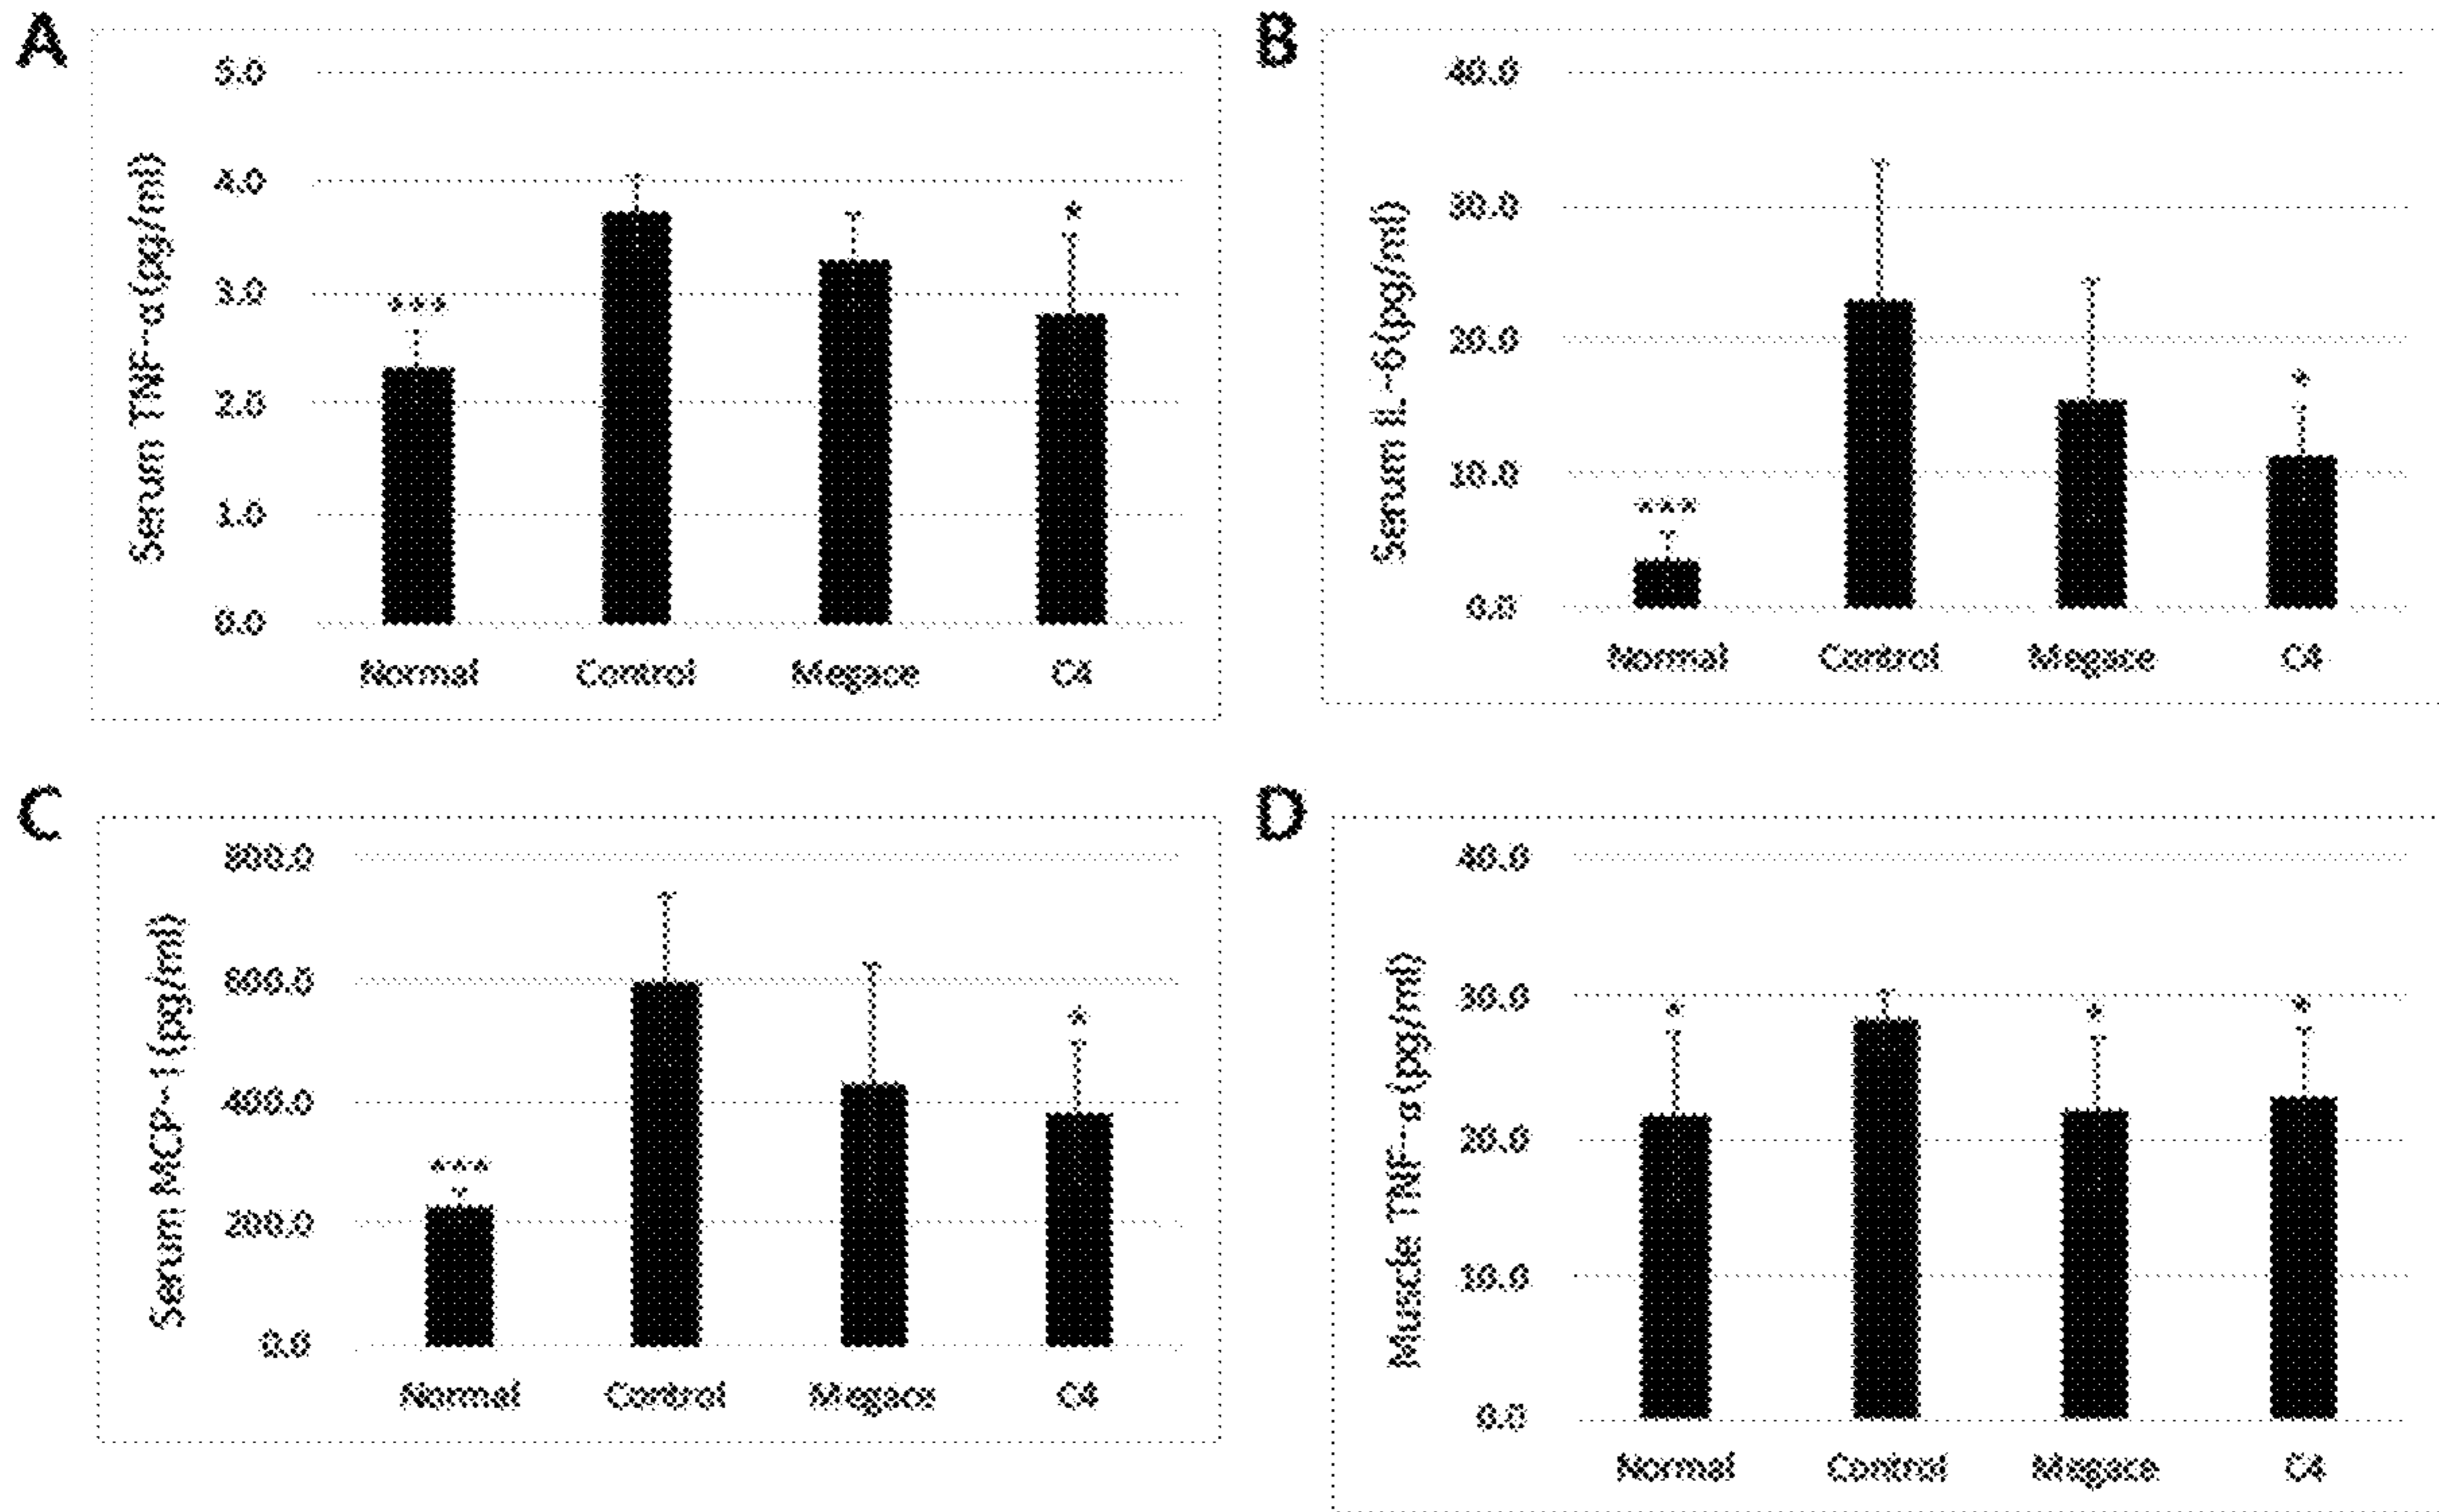 A
Serum TNF-α(pg/ml)
5.0
4.0
3.0
2.0
1.0
0.0
***
*
Normal Control Megace C4
B
Serum IL-6(pg/ml)
40.0
30.0
20.0
10.0
0.0
***
*
Normal Control Megace C4
C
Serum MCP-1(pg/ml)
800.0
600.0
400.0
200.0
0.0
***
*
Normal Control Megace C4
D
Muscle TNF-α(pg/ml)
40.0
30.0
20.0
10.0
0.0
* * *
Normal Control Megace C4